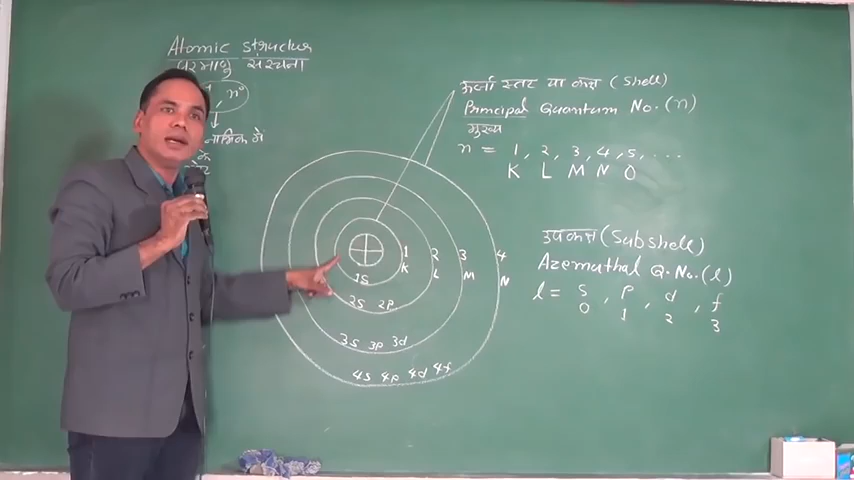 Atomic structur
परमाणु संरचना
, n°
नाभिक में
के
ऊर्जा स्तर या कक्ष (Shell)
Principal Quantum No. (n)
मुख्य
n = 1, 2, 3, 4, 5, ...
K L M N O
उपकक्ष (Subshell)
Azemuthal Q. No. (l)
l = s, p, d, f
0 1 2 3
1 2 3 4
K L M N
1s
2s 2p
3s 3p 3d
4s 4p 4d 4f